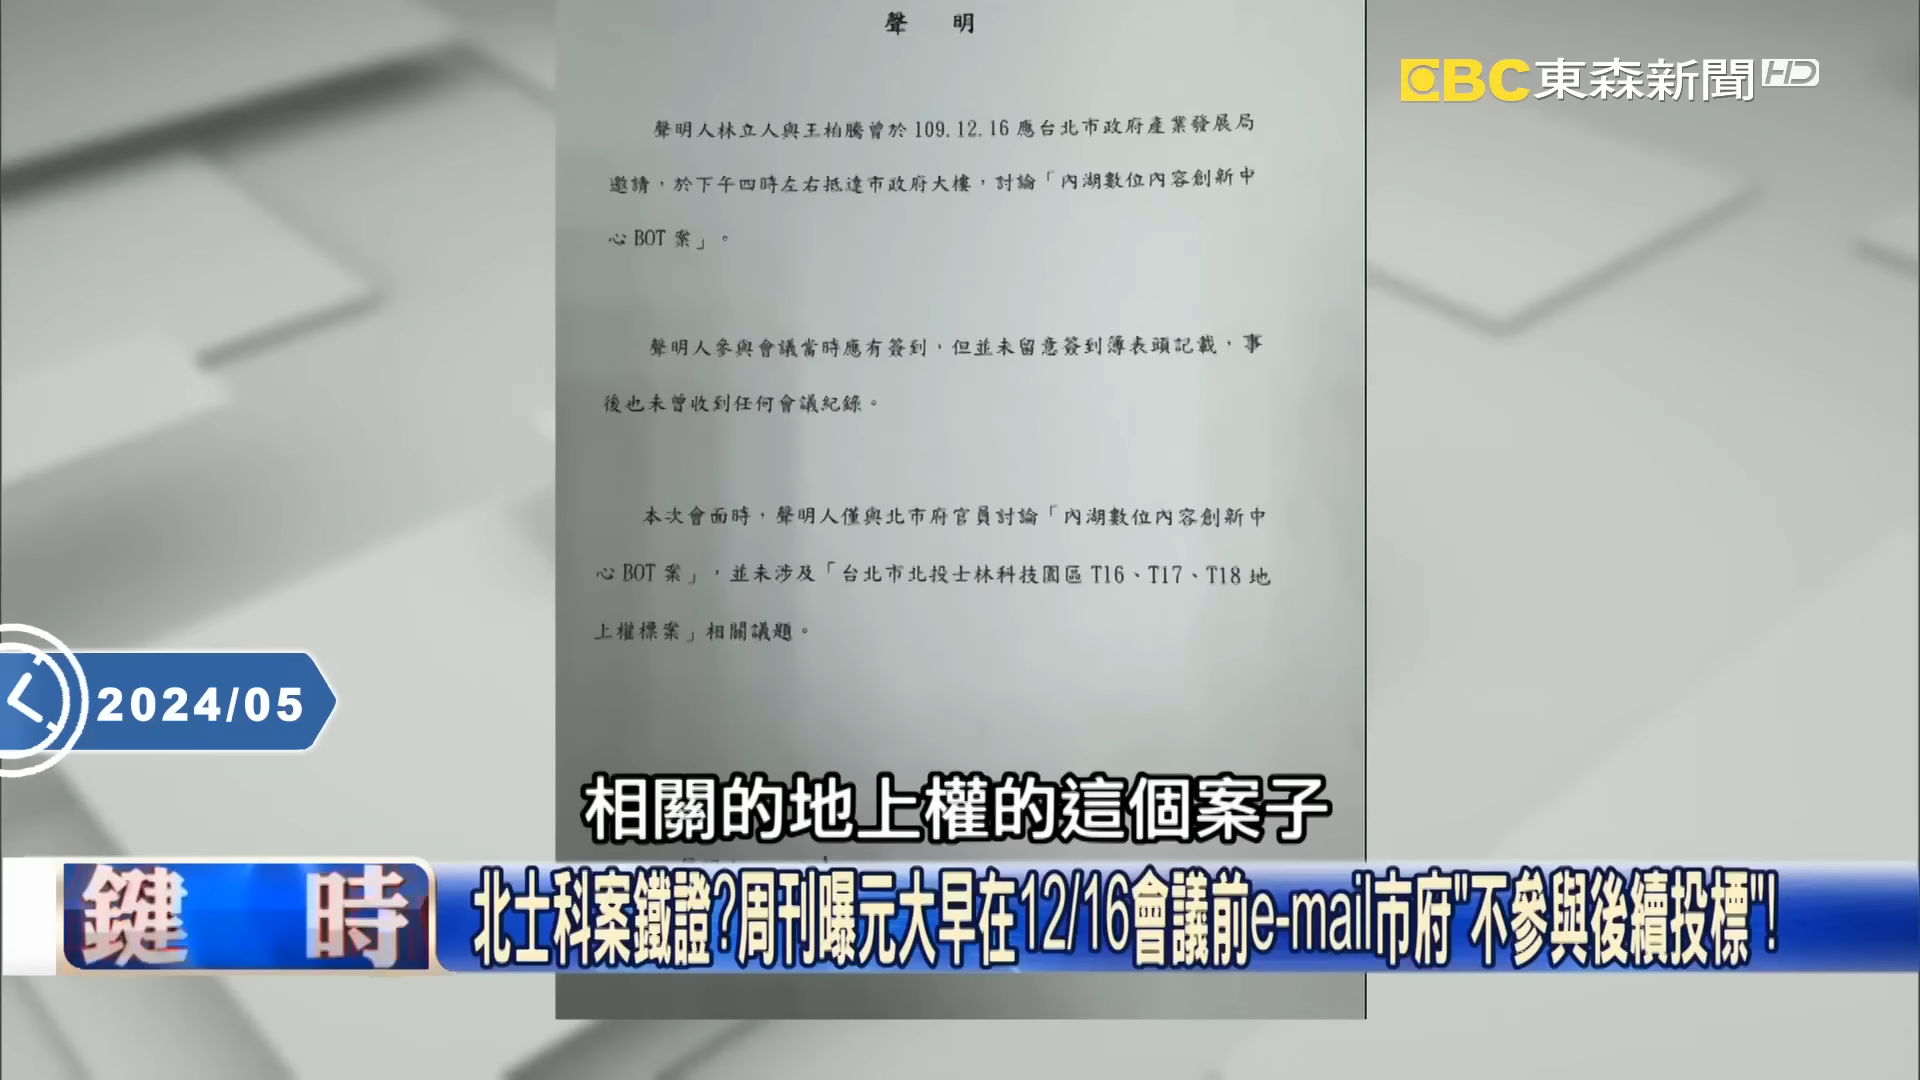 聲 明
EBC東森新聞HD
聲明人林立人與王柏騰曾於109.12.16應台北市政府產業發展局
邀請，於下午四時左右抵達市政府大樓，討論「內湖數位內容創新中
心BOT案」。
聲明人參與會議當時應有簽到，但並未留意簽到簿表頭記載，事
後也未曾收到任何會議紀錄。
本次會面時，聲明人僅與北市府官員討論「內湖數位內容創新中
心BOT案」，並未涉及「台北市北投士林科技園區T16、T17、T18地
上權標案」相關議題。
2024/05
相關的地上權的這個案子
鍵 時
北士科案鐵證?周刊曝元大早在12/16會議前e-mail市府"不參與後續投標"!